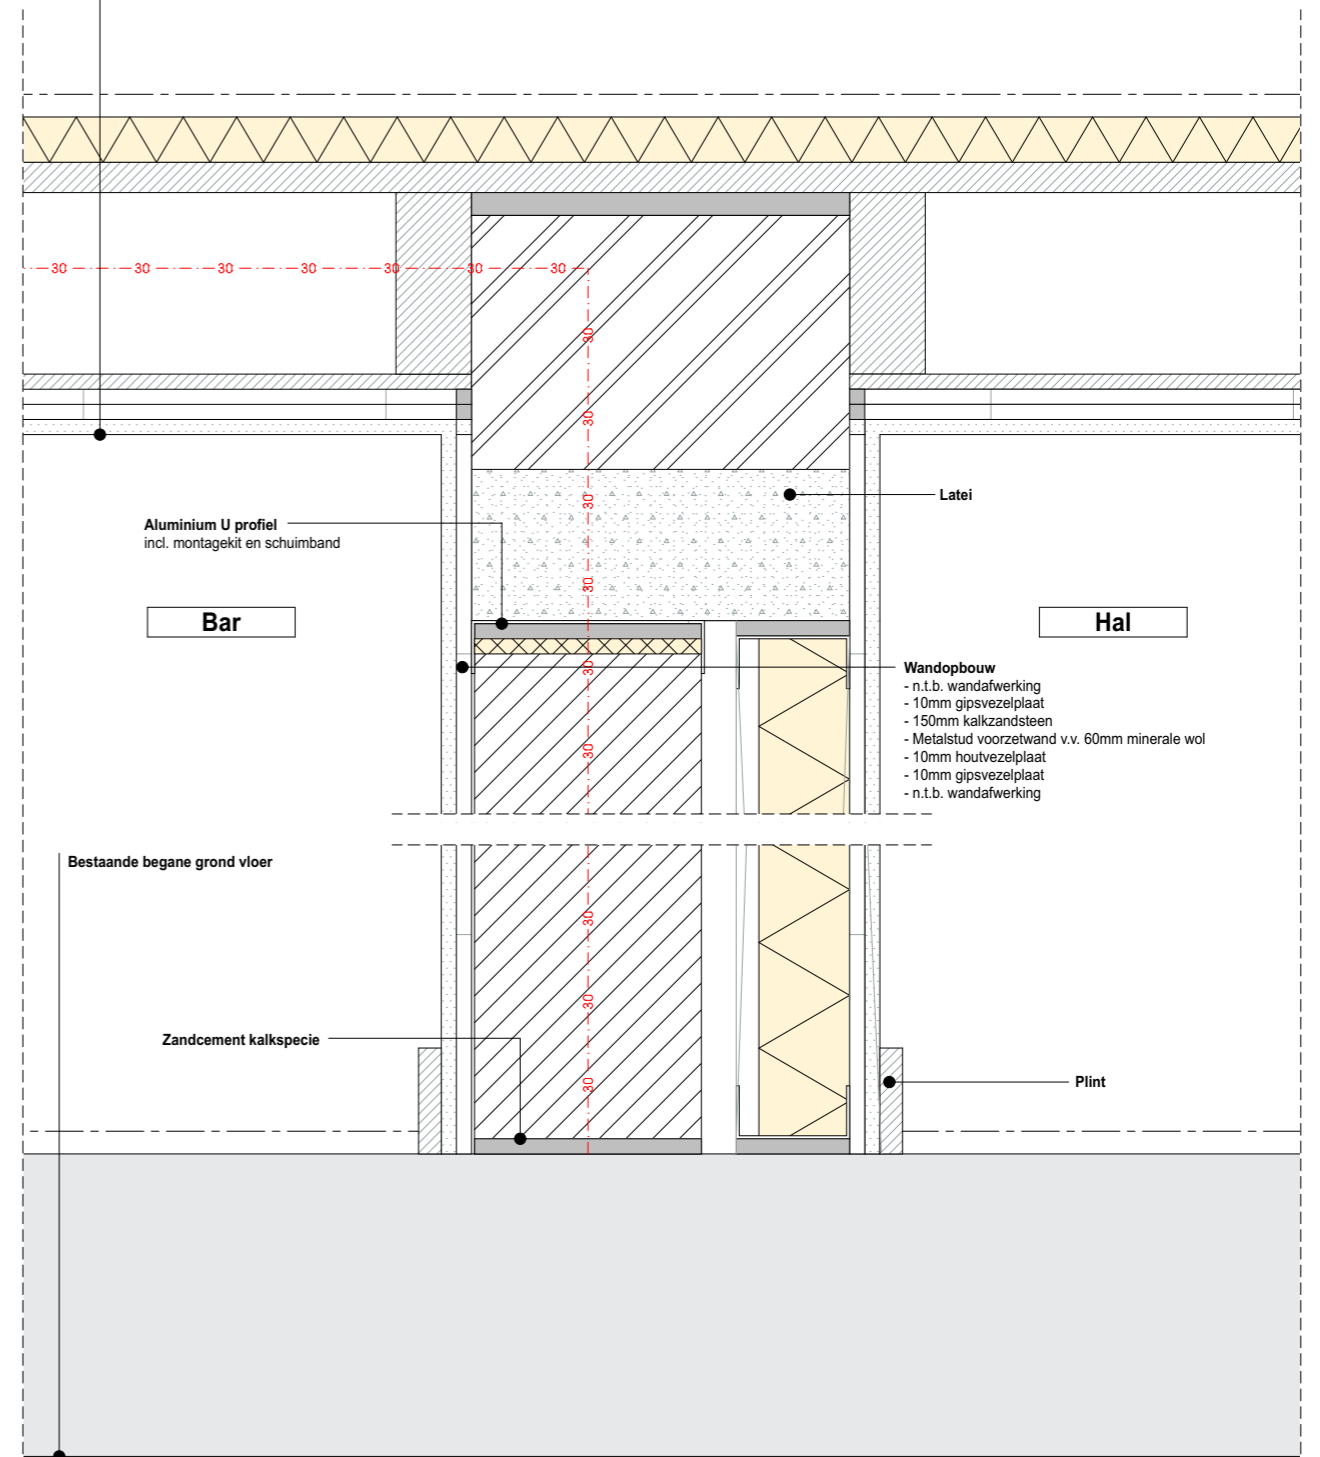 30 30 30 30 30 30 30
30
30
30
Latei
Aluminium U profiel
incl. montagekit en schuimband
30
Bar
Hal
30
Wandopbouw
- n.t.b. wandafwerking
- 10mm gipsvezelplaat
- 150mm kalkzandsteen
- Metalstud voorzetwand v.v. 60mm minerale wol
- 10mm houtvezelplaat
- 10mm gipsvezelplaat
- n.t.b. wandafwerking
30
Bestaande begane grond vloer
30
30
Zandcement kalkspecie
Plint
30